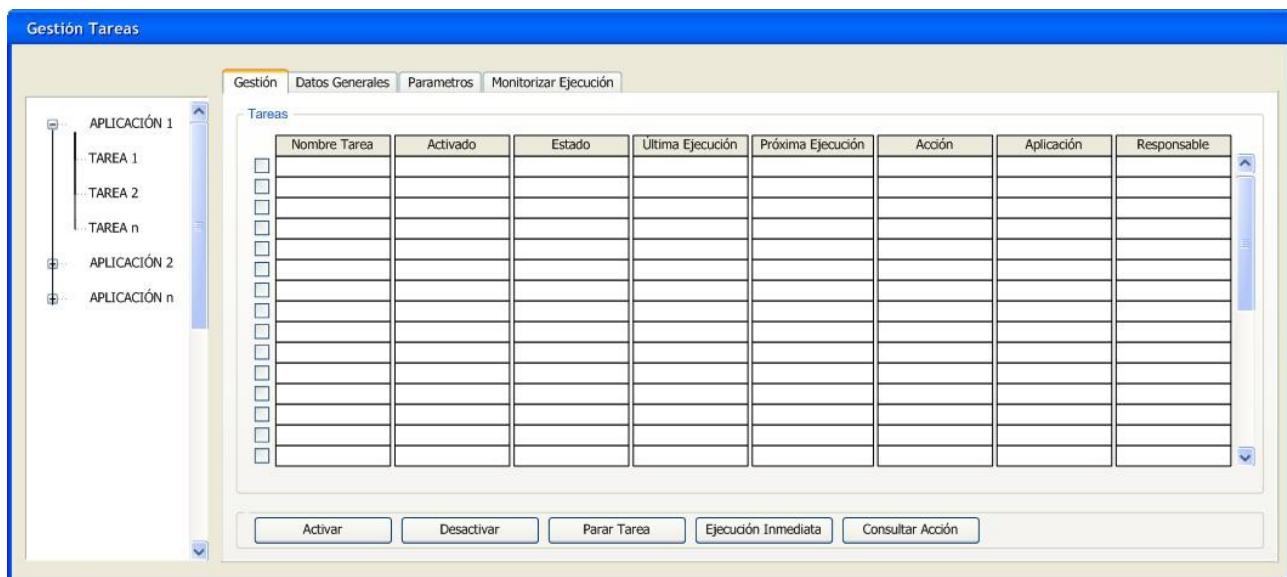 Gestión Tareas
Gestión Datos Generales Parametros Monitorizar Ejecución
APLICACIÓN 1
TAREA 1
TAREA 2
TAREA n
APLICACIÓN 2
APLICACIÓN n
Tareas
Nombre Tarea Activado Estado Última Ejecución Próxima Ejecución Acción Aplicación Responsable
Activar Desactivar Parar Tarea Ejecución Inmediata Consultar Acción